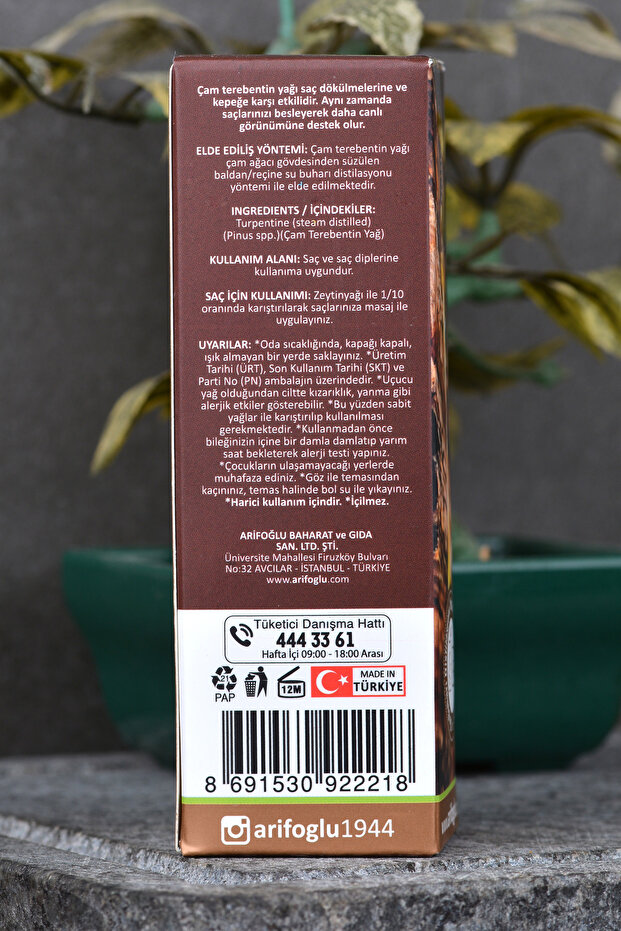 Çam terebentin yağı saç dökülmelerine ve
kepeğe karşı etkilidir. Aynı zamanda
saçlarınızı besleyerek daha canlı
görünümüne destek olur.
ELDE EDİLİŞ YÖNTEMİ: Çam terebentin yağı
çam ağacı gövdesinden süzülen
baldan/reçine su buharı distilasyonu
yöntemi ile elde edilmektedir.
INGREDIENTS / İÇİNDEKİLER:
Turpentine (steam distilled)
(Pinus spp.)(Çam Terebentin Yağ)
KULLANIM ALANI: Saç ve saç diplerine
kullanıma uygundur.
SAÇ İÇİN KULLANIMI: Zeytinyağı ile 1/10
oranında karıştırılarak saçlarınıza masaj ile
uygulayınız.
UYARILAR: *Oda sıcaklığında, kapağı kapalı,
ışık almayan bir yerde saklayınız. *Üretim
Tarihi (ÜRT), Son Kullanım Tarihi (SKT) ve
Parti No (PN) ambalajın üzerindedir. *Uçucu
yağ olduğundan ciltte kızarıklık, yanma gibi
alerjik etkiler gösterebilir. *Bu yüzden sabit
yağlar ile karıştırılıp kullanılması
gerekmektedir. *Kullanmadan önce
bileğinizin içine bir damla damlatıp yarım
saat bekleterek alerji testi yapınız.
*Çocukların ulaşamayacağı yerlerde
muhafaza ediniz. *Göz ile temasından
kaçınınız, temas halinde bol su ile yıkayınız.
*Harici kullanım içindir. *İçilmez.
ARİFOĞLU BAHARAT ve GIDA
SAN. LTD. ŞTİ.
Üniversite Mahallesi Firuzköy Bulvarı
No:32 AVCILAR - İSTANBUL - TÜRKİYE
www.arifoglu.com
Tüketici Danışma Hattı
444 33 61
Hafta İçi 09:00 - 18:00 Arası
21
PAP
12M
MADE IN
TÜRKİYE
8 691530 922218
arifoglu1944